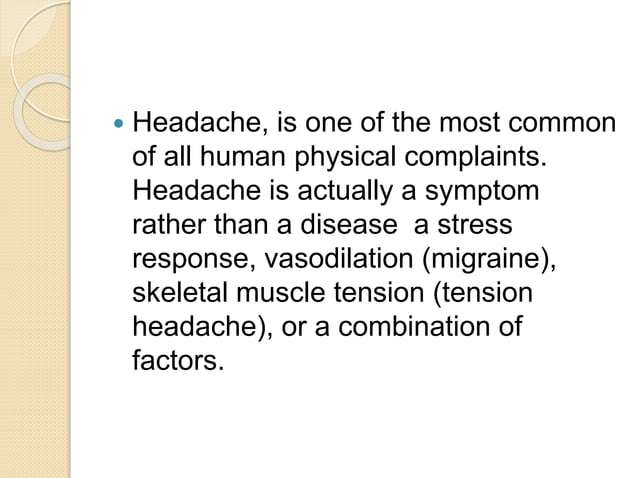 • Headache, is one of the most common
of all human physical complaints.
Headache is actually a symptom
rather than a disease  a stress
response, vasodilation (migraine),
skeletal muscle tension (tension
headache), or a combination of
factors.